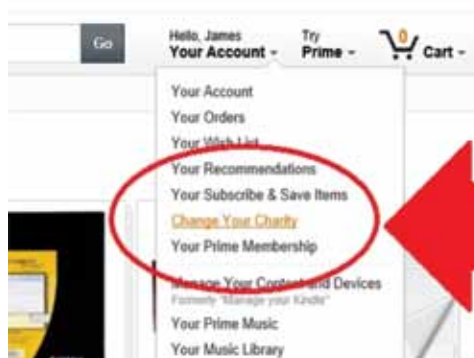 Go
Hello, James
Your Account
Try
Prime
0
Cart
Your Account
Your Orders
Your Wish List
Your Recommendations
Your Subscribe & Save Items
Change Your Charity
Your Prime Membership
Manage Your Content and Devices
Formerly "Manage your Kindle"
Your Prime Music
Your Music Library